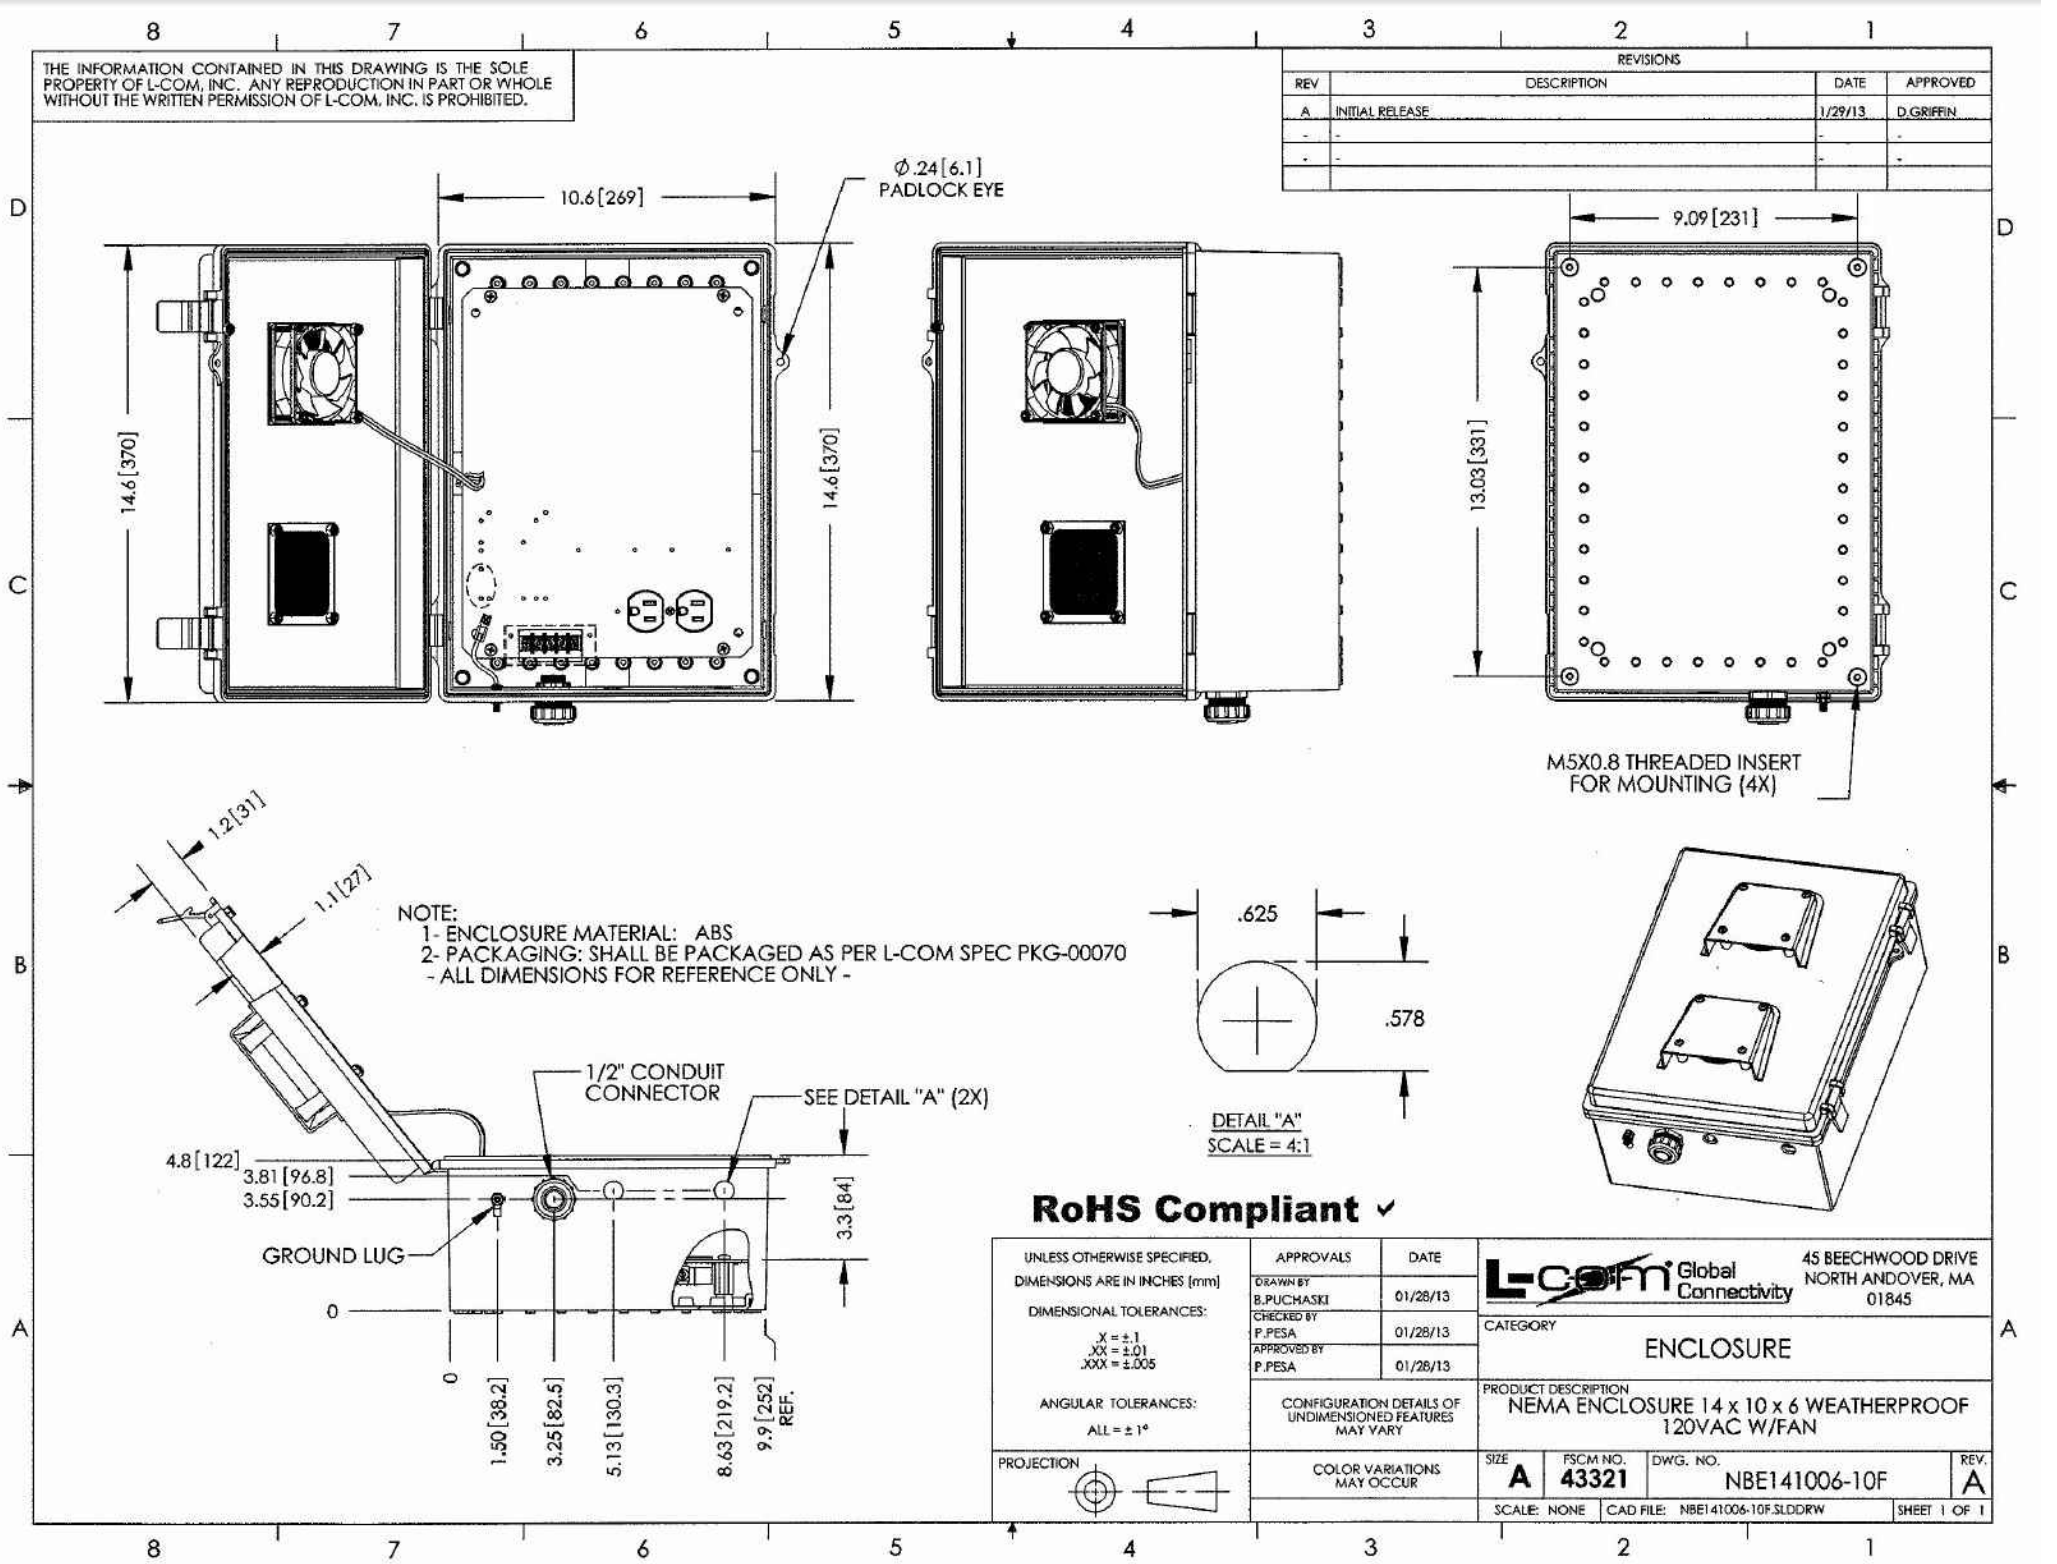 8 7 6 5 4 3 2 1
THE INFORMATION CONTAINED IN THIS DRAWING IS THE SOLE
PROPERTY OF L-COM, INC. ANY REPRODUCTION IN PART OR WHOLE
WITHOUT THE WRITTEN PERMISSION OF L-COM, INC. IS PROHIBITED.
REVISIONS
REV DESCRIPTION DATE APPROVED
A INITIAL RELEASE 1/29/13 D.GRIFFIN
- - - -
- - - -
D
D
10.6[269]
Ø.24[6.1]
PADLOCK EYE
9.09[231]
14.6[370]
14.6[370]
13.03[331]
C
C
M5X0.8 THREADED INSERT
FOR MOUNTING (4X)
1.2[31]
1.1[27]
NOTE:
1- ENCLOSURE MATERIAL: ABS
2- PACKAGING: SHALL BE PACKAGED AS PER L-COM SPEC PKG-00070
- ALL DIMENSIONS FOR REFERENCE ONLY -
B
B
.625
.578
DETAIL "A"
SCALE = 4:1
1/2" CONDUIT
CONNECTOR
SEE DETAIL "A" (2X)
4.8[122]
3.81[96.8]
3.55[90.2]
GROUND LUG
3.3[84]
0
0
1.50[38.2]
3.25[82.5]
5.13[130.3]
8.63[219.2]
9.9[252]
REF.
RoHS Compliant ✓
A
A
UNLESS OTHERWISE SPECIFIED,
DIMENSIONS ARE IN INCHES [mm]
DIMENSIONAL TOLERANCES:
.X = ±.1
.XX = ±.01
.XXX = ±.005
ANGULAR TOLERANCES:
ALL = ± 1°
PROJECTION
APPROVALS DATE
DRAWN BY
B.PUCHASKI 01/28/13
CHECKED BY
P.PESA 01/28/13
APPROVED BY
P.PESA 01/28/13
CONFIGURATION DETAILS OF
UNDIMENSIONED FEATURES
MAY VARY
COLOR VARIATIONS
MAY OCCUR
L-com Global
Connectivity
45 BEECHWOOD DRIVE
NORTH ANDOVER, MA
01845
CATEGORY
ENCLOSURE
PRODUCT DESCRIPTION
NEMA ENCLOSURE 14 x 10 x 6 WEATHERPROOF
120VAC W/FAN
SIZE
A
FSCM NO.
43321
DWG. NO.
NBE141006-10F
REV.
A
SCALE: NONE CAD FILE: NBE141006-10F.SLDDRW SHEET 1 OF 1
8 7 6 5 4 3 2 1